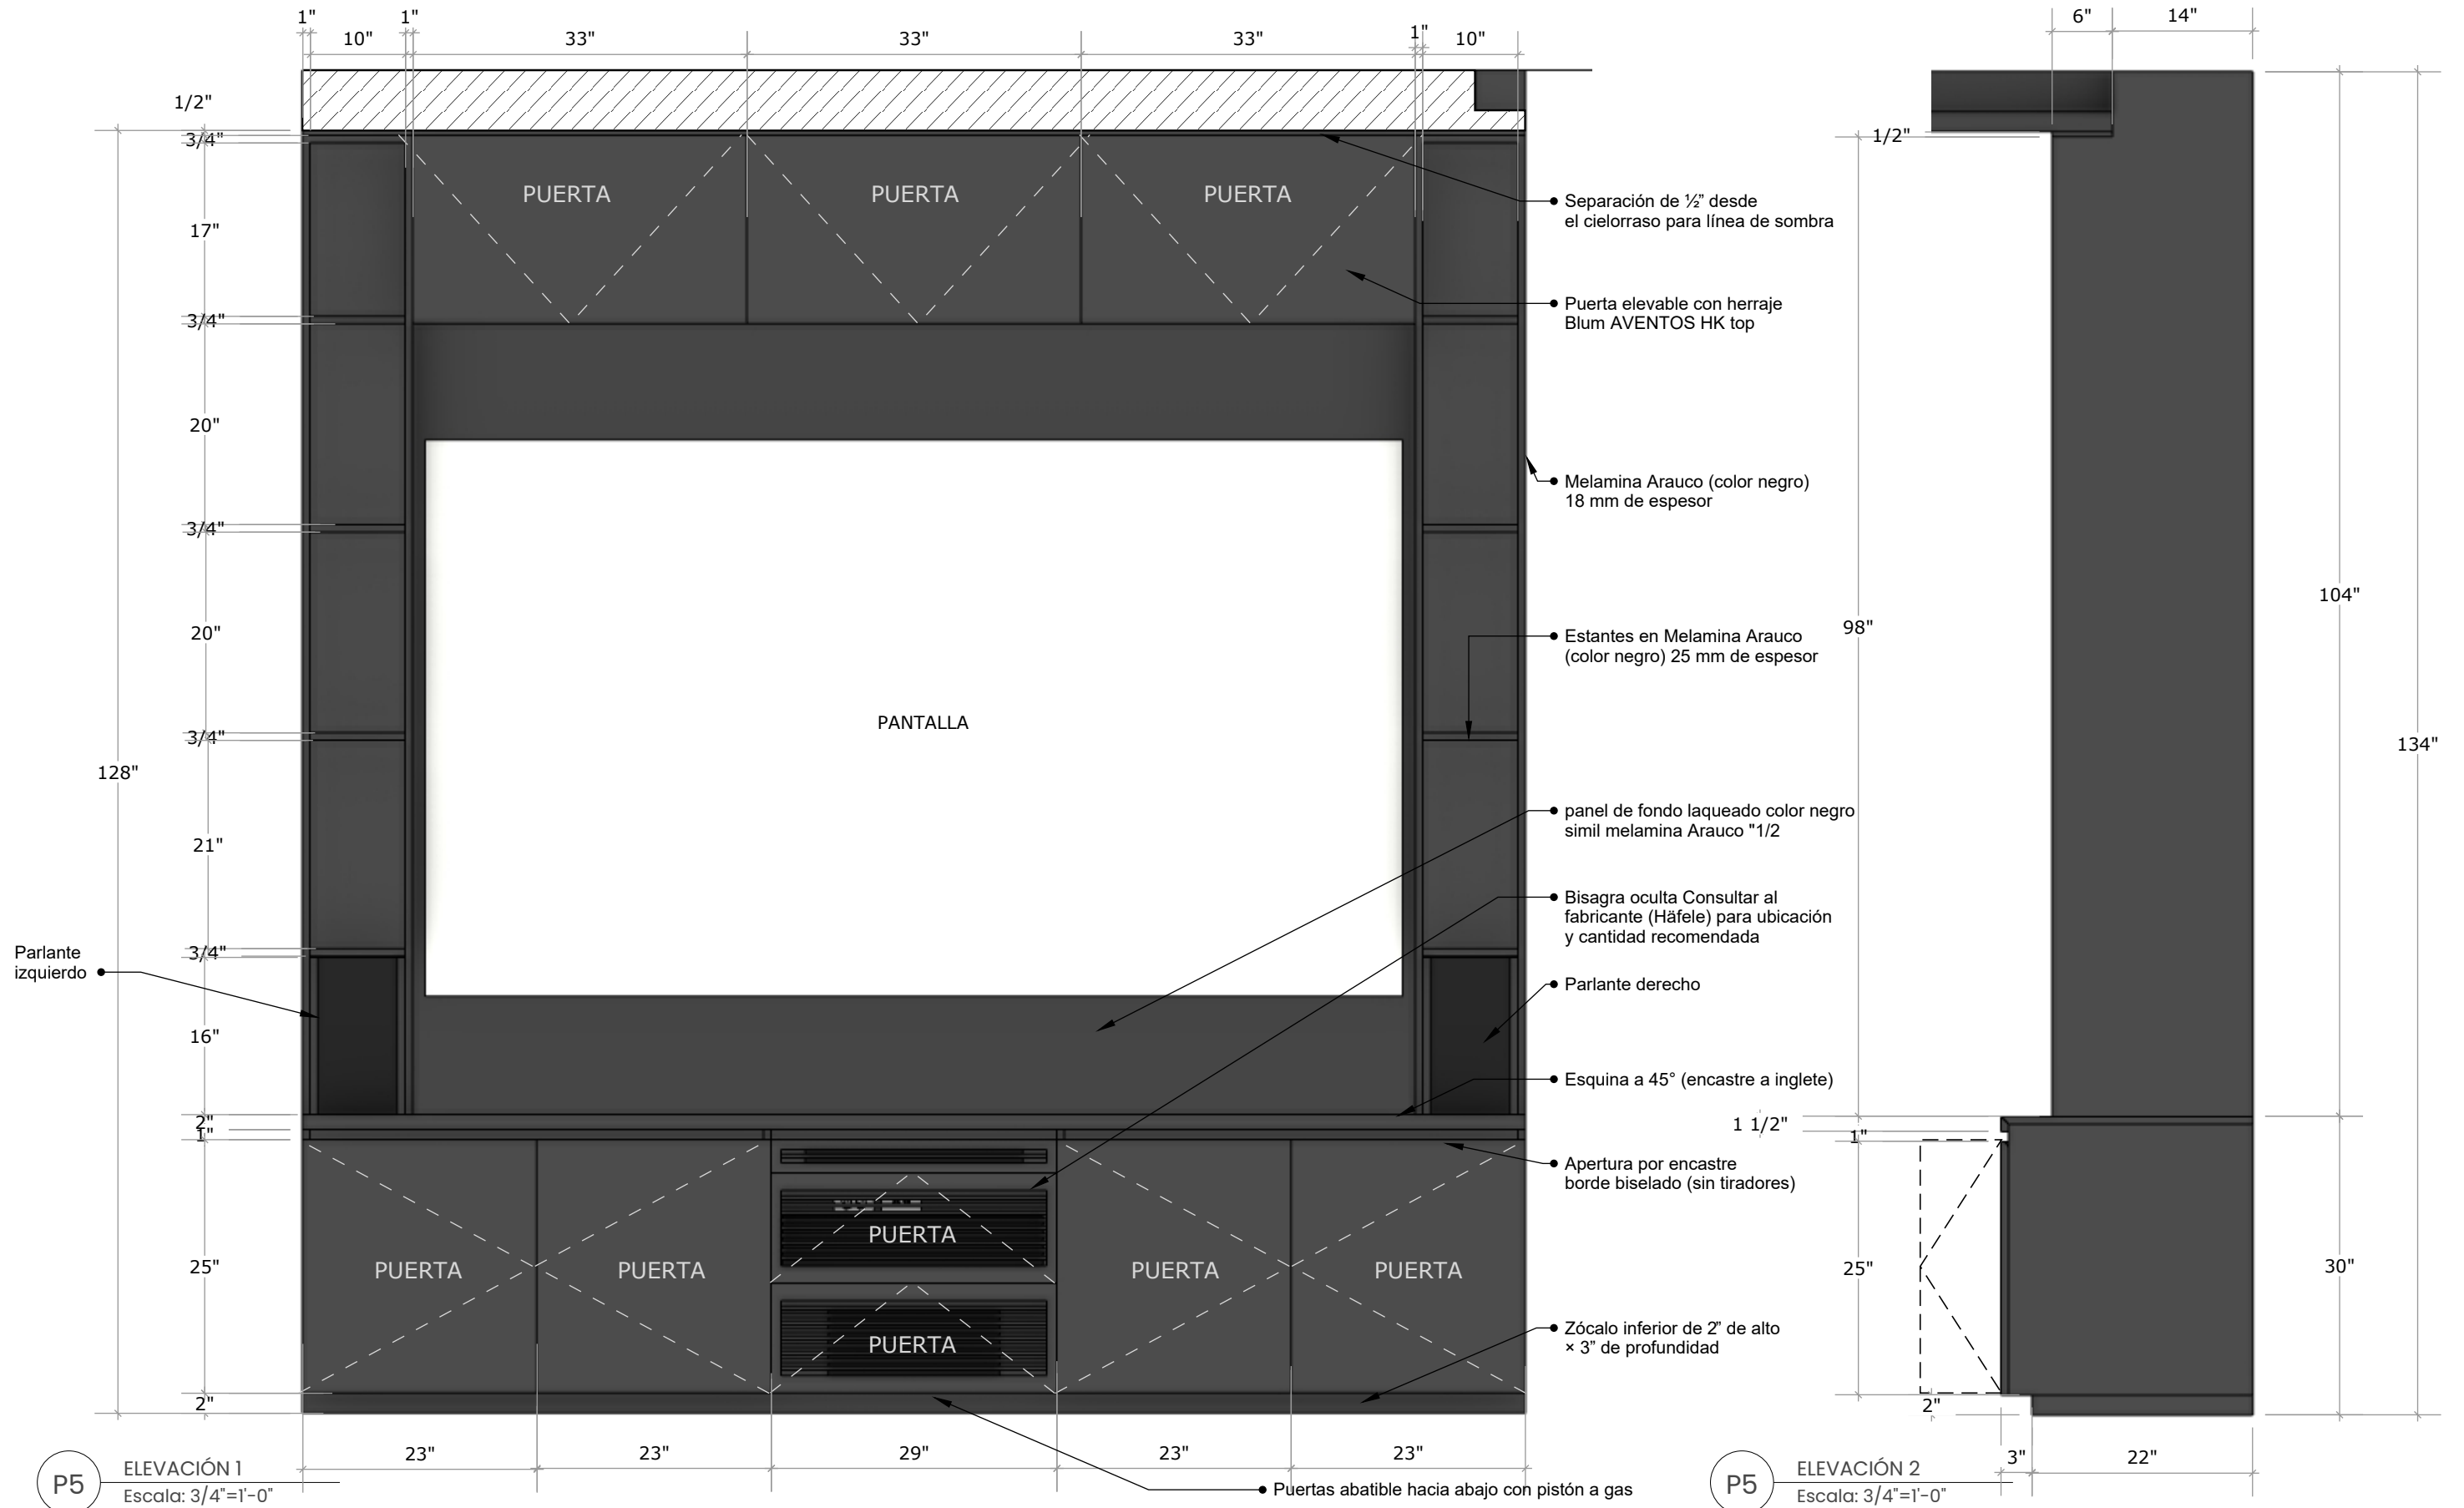 1"
1"
10"
33"
33"
33"
1"
10"
6"
14"
1/2"
3/4"
17"
3/4"
20"
3/4"
20"
3/4"
21"
3/4"
16"
2"
1"
25"
2"
128"
PUERTA
PUERTA
PUERTA
PANTALLA
Parlante
izquierdo
PUERTA
PUERTA
PUERTA
PUERTA
PUERTA
PUERTA
23"
23"
29"
23"
23"
Separación de ½” desde
el cielorraso para línea de sombra
Puerta elevable con herraje
Blum AVENTOS HK top
Melamina Arauco (color negro)
18 mm de espesor
Estantes en Melamina Arauco
(color negro) 25 mm de espesor
panel de fondo laqueado color negro
simil melamina Arauco "1/2
Bisagra oculta Consultar al
fabricante (Häfele) para ubicación
y cantidad recomendada
Parlante derecho
Esquina a 45° (encastre a inglete)
Apertura por encastre
borde biselado (sin tiradores)
Zócalo inferior de 2” de alto
× 3” de profundidad
Puertas abatible hacia abajo con pistón a gas
1/2"
98"
1 1/2"
1"
25"
2"
3"
22"
104"
30"
134"
P5
ELEVACIÓN 1
Escala: 3/4"=1'-0"
P5
ELEVACIÓN 2
Escala: 3/4"=1'-0"